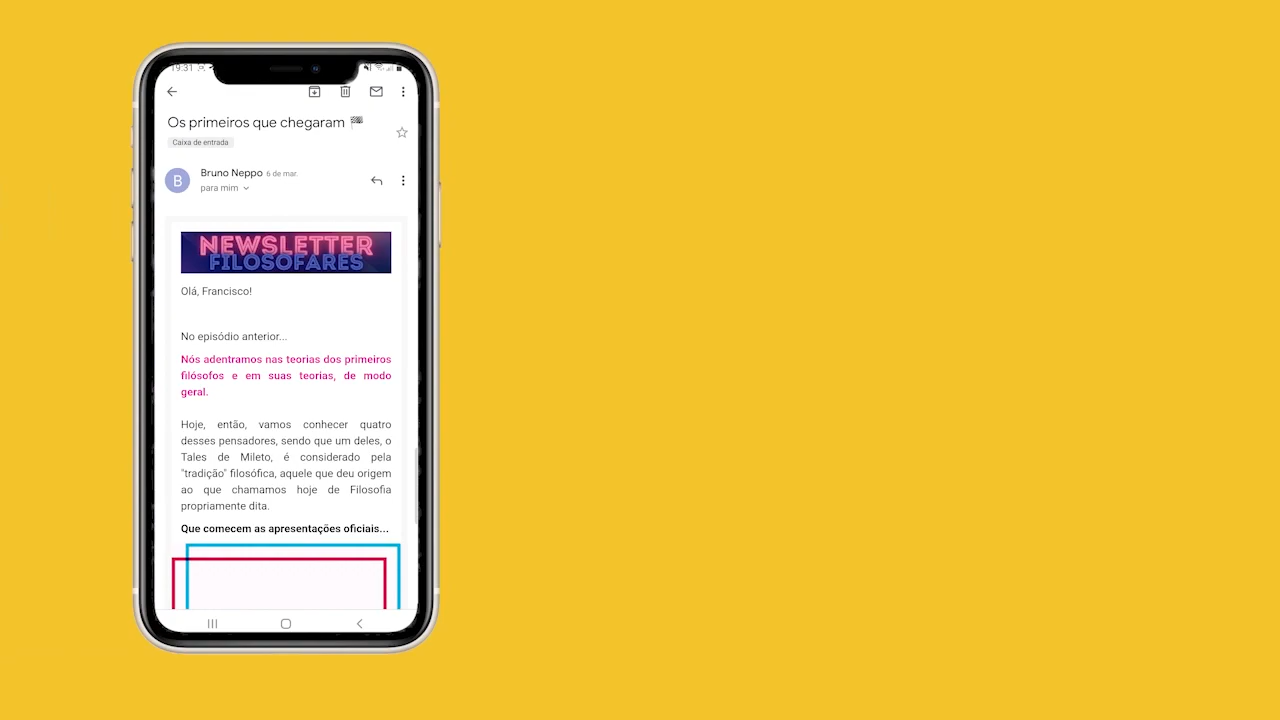 19:31
Os primeiros que chegaram 🏁
Caixa de entrada
B
Bruno Neppo 6 de mar.
para mim
NEWSLETTER
FILOSOFARES
Olá, Francisco!
No episódio anterior...
Nós adentramos nas teorias dos primeiros
filósofos e em suas teorias, de modo
geral.
Hoje, então, vamos conhecer quatro
desses pensadores, sendo que um deles, o
Tales de Mileto, é considerado pela
"tradição" filosófica, aquele que deu origem
ao que chamamos hoje de Filosofia
propriamente dita.
Que comecem as apresentações oficiais...